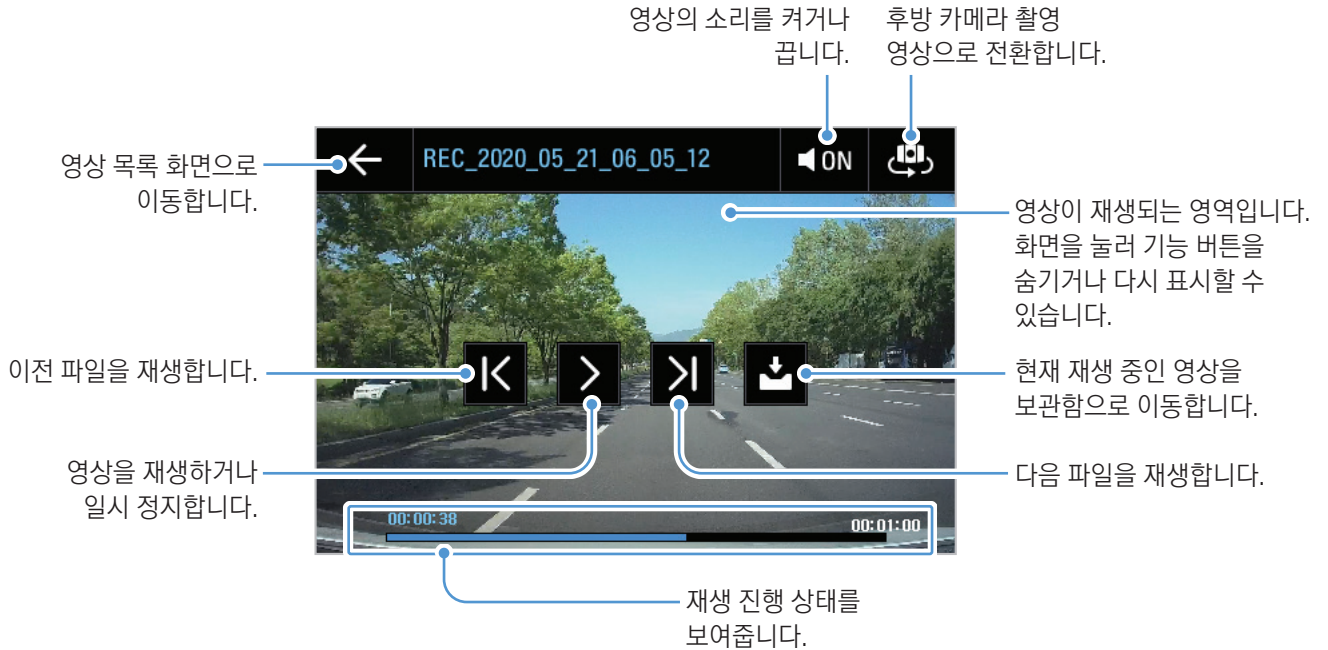 영상의 소리를 켜거나
끕니다.
후방 카메라 촬영
영상으로 전환합니다.
영상 목록 화면으로
이동합니다.
REC_2020_05_21_06_05_12
ON
영상이 재생되는 영역입니다.
화면을 눌러 기능 버튼을
숨기거나 다시 표시할 수
있습니다.
이전 파일을 재생합니다.
현재 재생 중인 영상을
보관함으로 이동합니다.
영상을 재생하거나
일시 정지합니다.
다음 파일을 재생합니다.
00:00:38
00:01:00
재생 진행 상태를
보여줍니다.